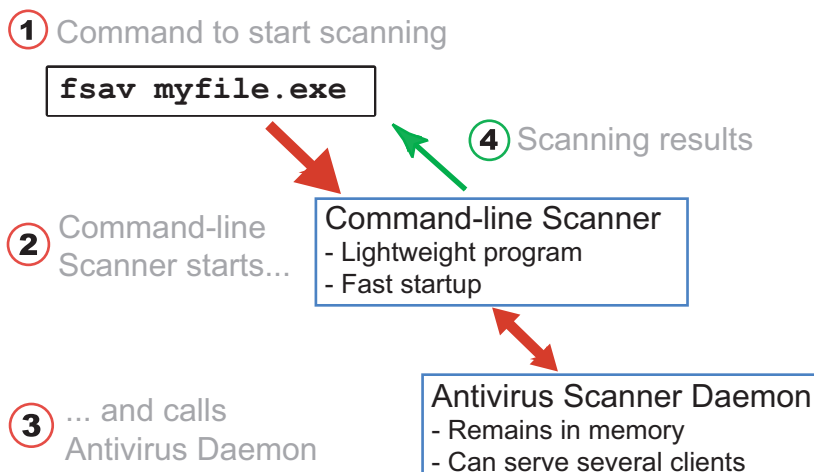 1 Command to start scanning
fsav myfile.exe
4 Scanning results
2 Command-line
Scanner starts...
Command-line Scanner
- Lightweight program
- Fast startup
3 ... and calls
Antivirus Daemon
Antivirus Scanner Daemon
- Remains in memory
- Can serve several clients